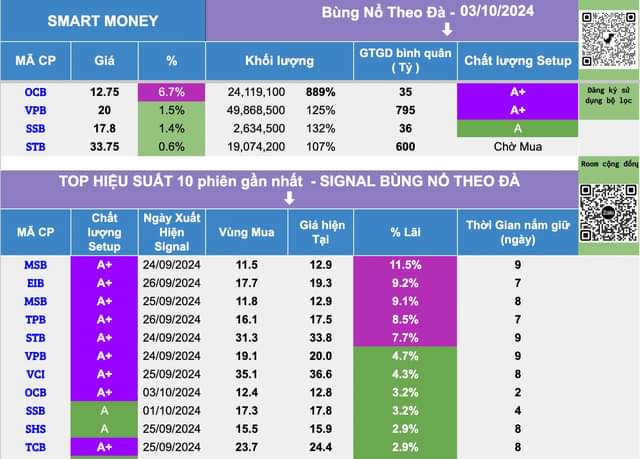 SMART MONEY
Bùng Nổ Theo Đà - 03/10/2024
MÃ CP Giá % Khối lượng GTGD bình quân ( Tỷ ) Chất lượng Setup
OCB 12.75 6.7% 24,119,100 889% 35 A+
VPB 20 1.5% 49,868,500 125% 795 A+
SSB 17.8 1.4% 2,634,500 132% 36 A
STB 33.75 0.6% 19,074,200 107% 600 Chờ Mua
Đăng ký sử
dụng bộ lọc
Room cộng đồng
TOP HIỆU SUẤT 10 phiên gần nhất - SIGNAL BÙNG NỔ THEO ĐÀ
MÃ CP Chất lượng Setup Ngày Xuất Hiện Signal Vùng Mua Giá hiện Tại % Lãi Thời Gian nắm giữ (ngày)
MSB A+ 24/09/2024 11.5 12.9 11.5% 9
EIB A+ 26/09/2024 17.7 19.3 9.2% 7
MSB A+ 25/09/2024 11.8 12.9 9.1% 8
TPB A+ 26/09/2024 16.1 17.5 8.5% 7
STB A+ 24/09/2024 31.3 33.8 7.7% 9
VPB A+ 24/09/2024 19.1 20.0 4.7% 9
VCI A+ 25/09/2024 35.1 36.6 4.3% 8
OCB A+ 03/10/2024 12.4 12.8 3.2% 2
SSB A 01/10/2024 17.3 17.8 3.2% 4
SHS A 25/09/2024 15.5 15.9 2.9% 8
TCB A+ 25/09/2024 23.7 24.4 2.9% 8